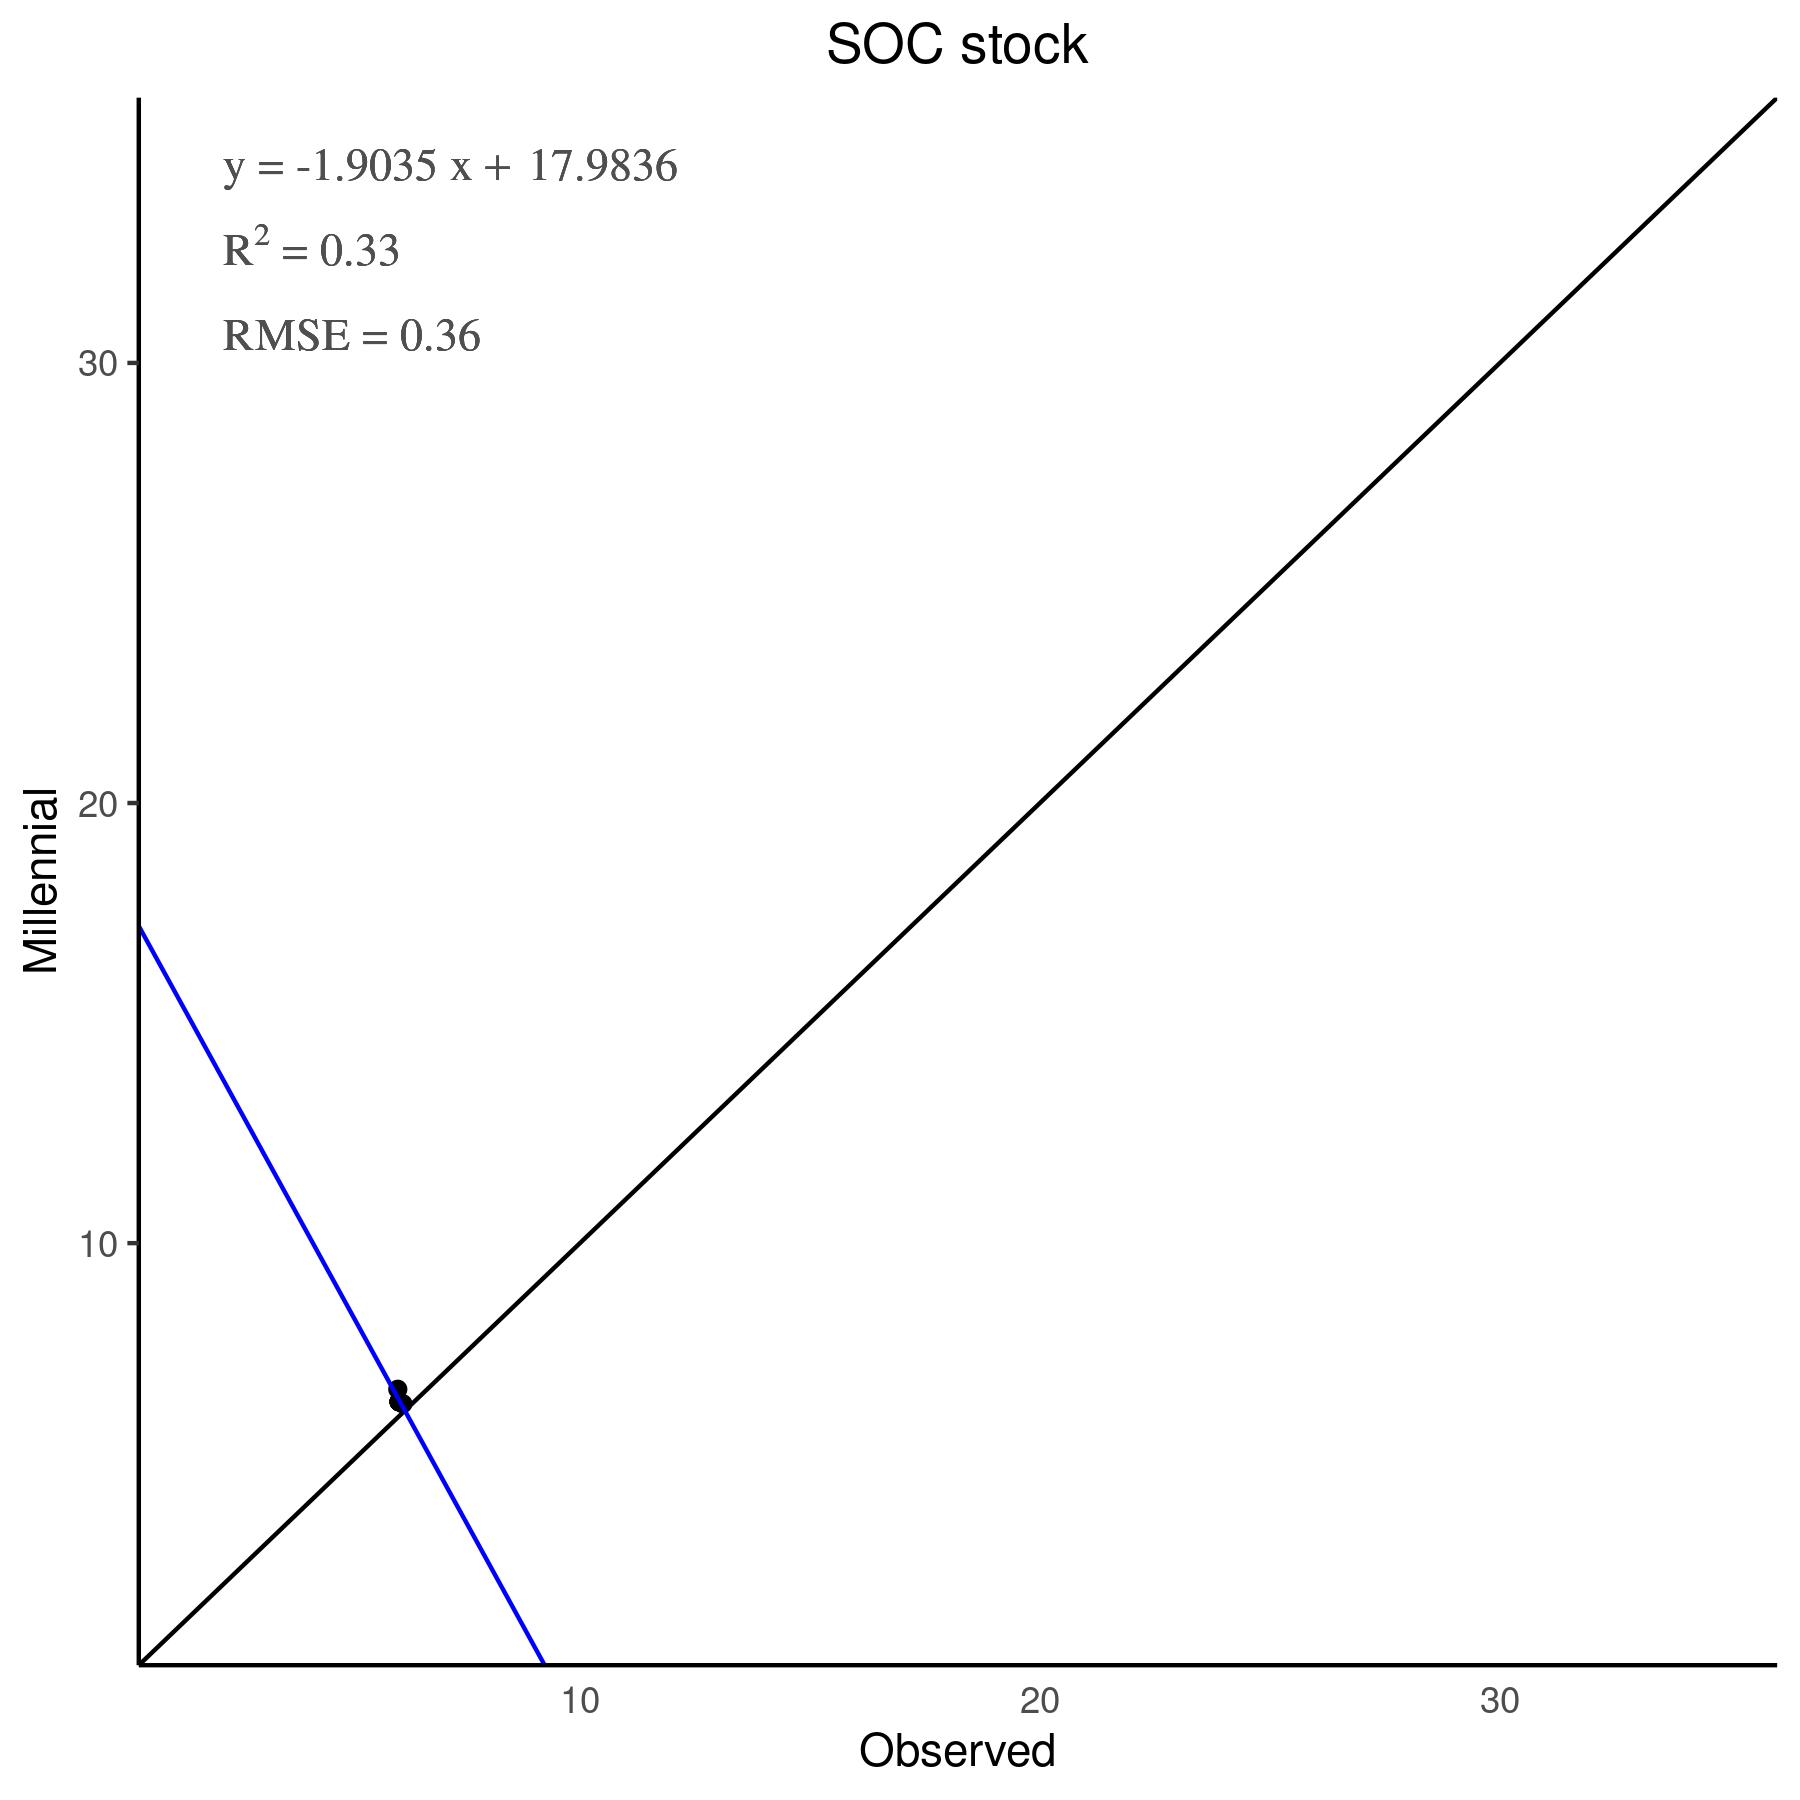 SOC stock
y = -1.9035 x + 17.9836
R² = 0.33
RMSE = 0.36
30
20
10
Millennial
10 20 30
Observed